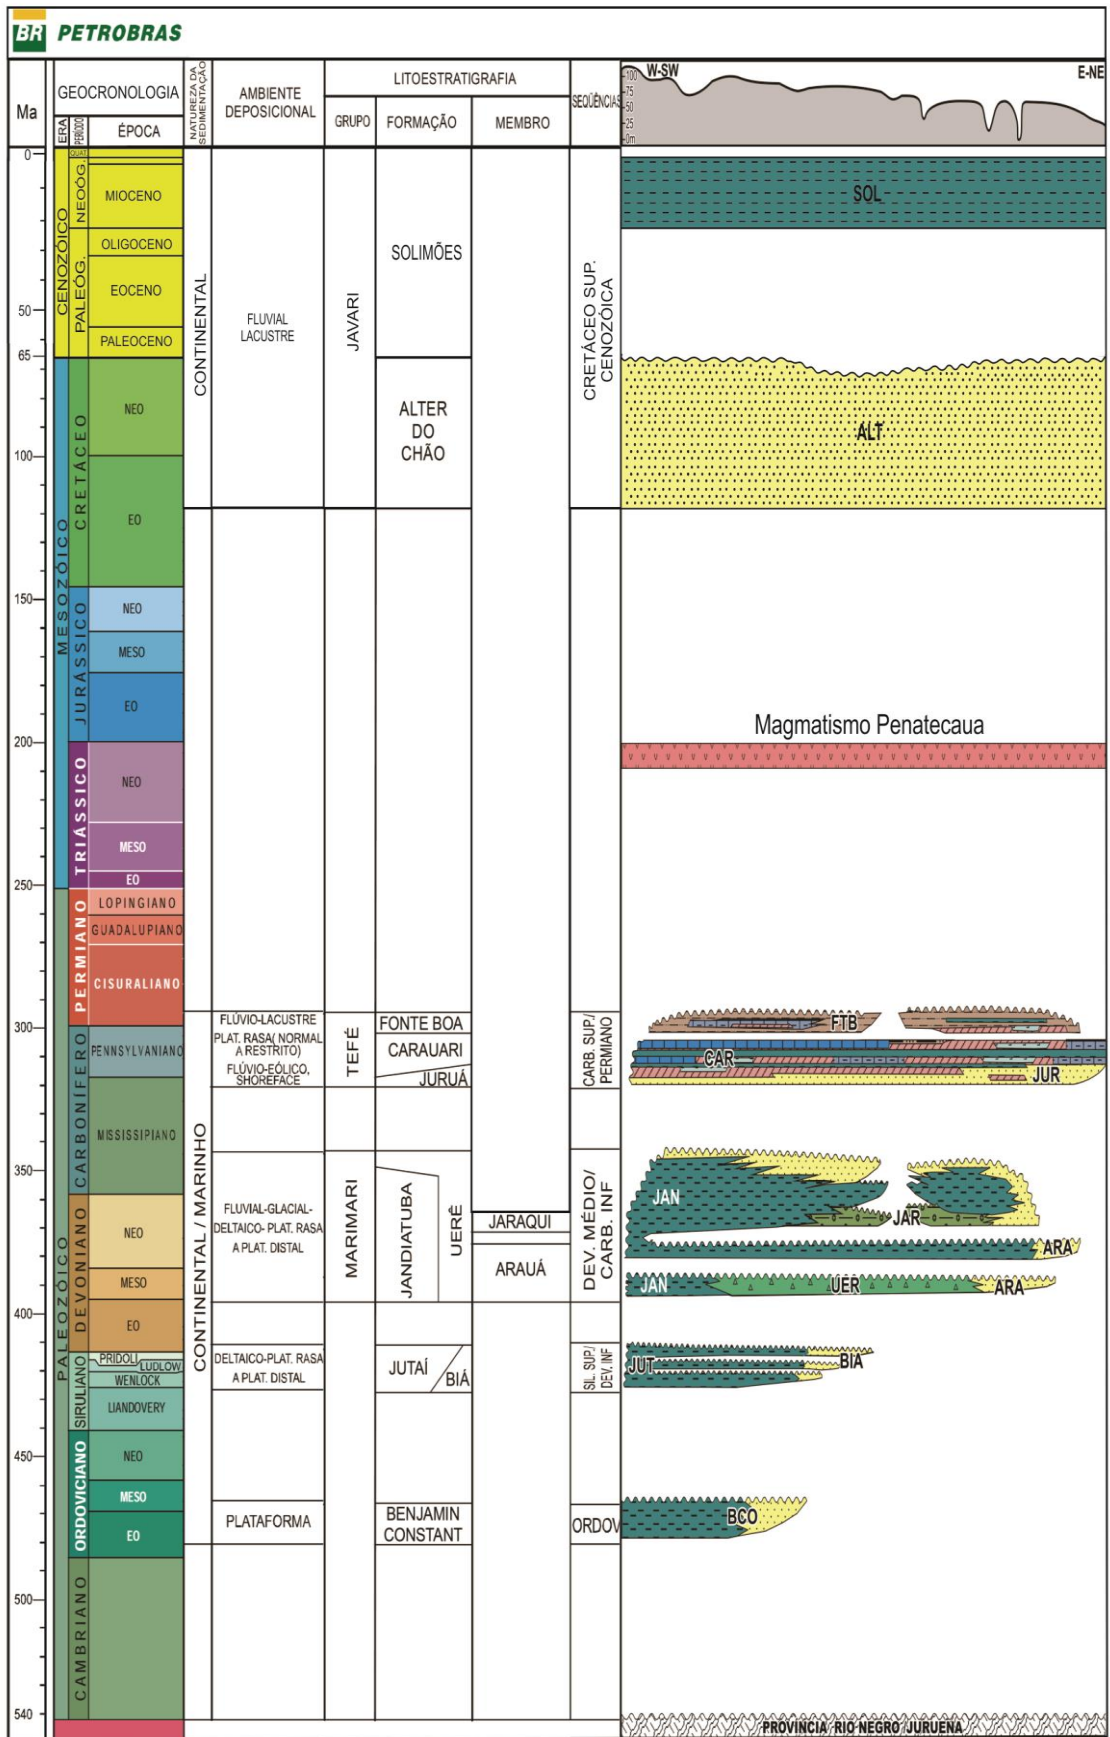 BR PETROBRAS
Ma
GEOCRONOLOGIA
ERA
PERÍODO
ÉPOCA
NATUREZA DA
SEDIMENTAÇÃO
AMBIENTE
DEPOSICIONAL
LITOESTRATIGRAFIA
GRUPO
FORMAÇÃO
MEMBRO
SEQÜÊNCIAS
W-SW
E-NE
100
75
50
25
0m
0
50
65
100
150
200
250
300
350
400
450
500
540
CENOZÓICO
MESOZÓICO
PALEOZÓICO
QUAT.
NEOÓG.
PALEÓG.
CRETÁCEO
JURÁSSICO
TRIÁSSICO
PERMIANO
CARBONÍFERO
DEVONIANO
SIRULIANO
ORDOVICIANO
CAMBRIANO
MIOCENO
OLIGOCENO
EOCENO
PALEOCENO
NEO
EO
NEO
MESO
EO
NEO
MESO
EO
LOPINGIANO
GUADALUPIANO
CISURALIANO
PENNSYLVANIANO
MISSISSIPIANO
NEO
MESO
EO
PRIDOLI
LUDLOW
WENLOCK
LIANDOVERY
NEO
MESO
EO
CONTINENTAL
CONTINENTAL / MARINHO
FLUVIAL
LACUSTRE
FLÚVIO-LACUSTRE
PLAT. RASA( NORMAL
A RESTRITO)
FLÚVIO-EÓLICO,
SHOREFACE
FLUVIAL-GLACIAL-
DELTAICO- PLAT. RASA
A PLAT. DISTAL
DELTAICO-PLAT. RASA
A PLAT. DISTAL
PLATAFORMA
JAVARI
TEFÉ
MARIMARI
SOLIMÕES
ALTER
DO
CHÃO
FONTE BOA
CARAUARI
JURUÁ
JANDIATUBA
UERÉ
JUTAÍ
BIÁ
BENJAMIN
CONSTANT
JARAQUI
ARAUÁ
CRETÁCEO SUP.
CENOZÓICA
CARB. SUP./
PERMIANO
DEV. MÉDIO/
CARB. INF
SIL. SUP./
DEV. INF
ORDOV
SOL
ALT
Magmatismo Penatecaua
FTB
CAR
JUR
JAN
JAR
ARA
JAN
UER
ARA
JUT
BIA
BCO
PROVINCIA RIO NEGRO JURUENA